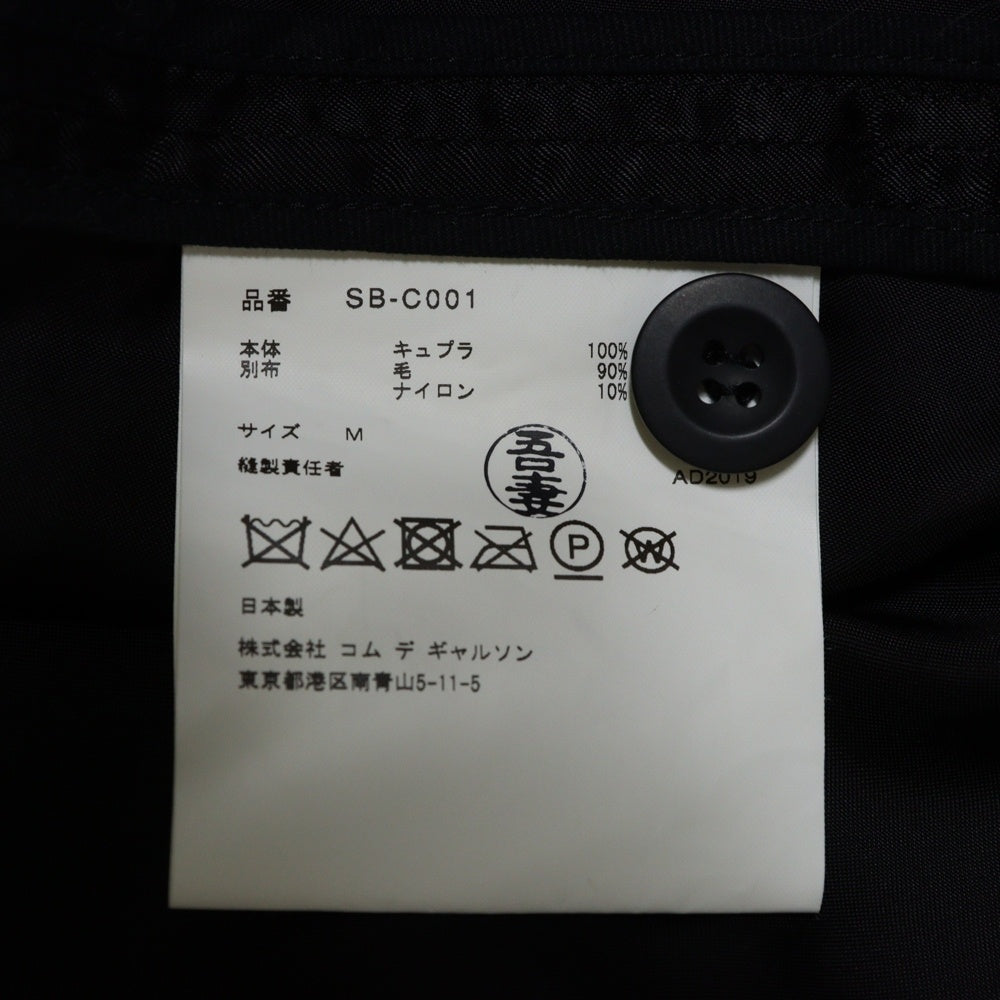 品番 SB-C001
本体 キュプラ 100%
別布 毛 90%
ナイロン 10%
サイズ M
縫製責任者 吾妻
AD2019
P W
日本製
株式会社 コム デ ギャルソン
東京都港区南青山5-11-5